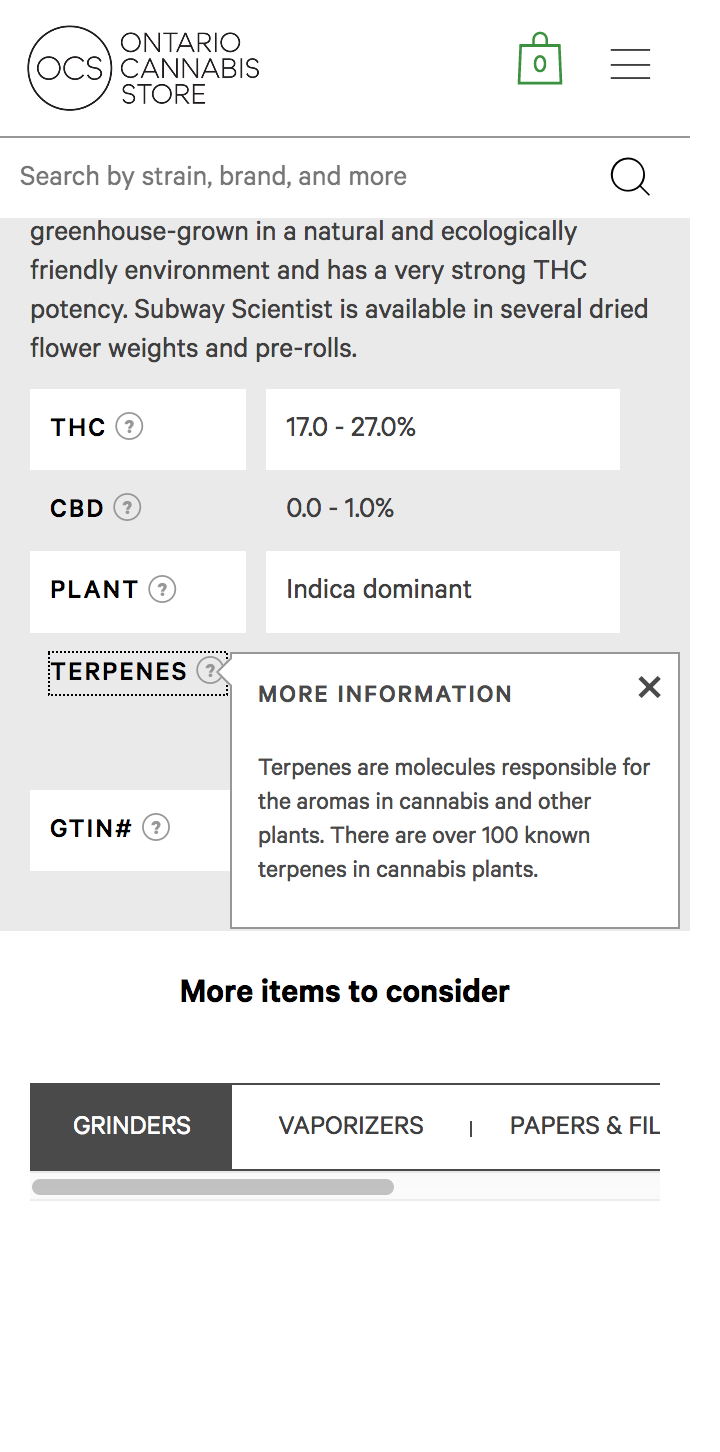 OCS
ONTARIO
CANNABIS
STORE
0
Search by strain, brand, and more
greenhouse-grown in a natural and ecologically
friendly environment and has a very strong THC
potency. Subway Scientist is available in several dried
flower weights and pre-rolls.
THC ? 17.0 - 27.0%
CBD ? 0.0 - 1.0%
PLANT ? Indica dominant
TERPENES ?
MORE INFORMATION
Terpenes are molecules responsible for
the aromas in cannabis and other
plants. There are over 100 known
terpenes in cannabis plants.
GTIN# ?
More items to consider
GRINDERS VAPORIZERS | PAPERS & FIL